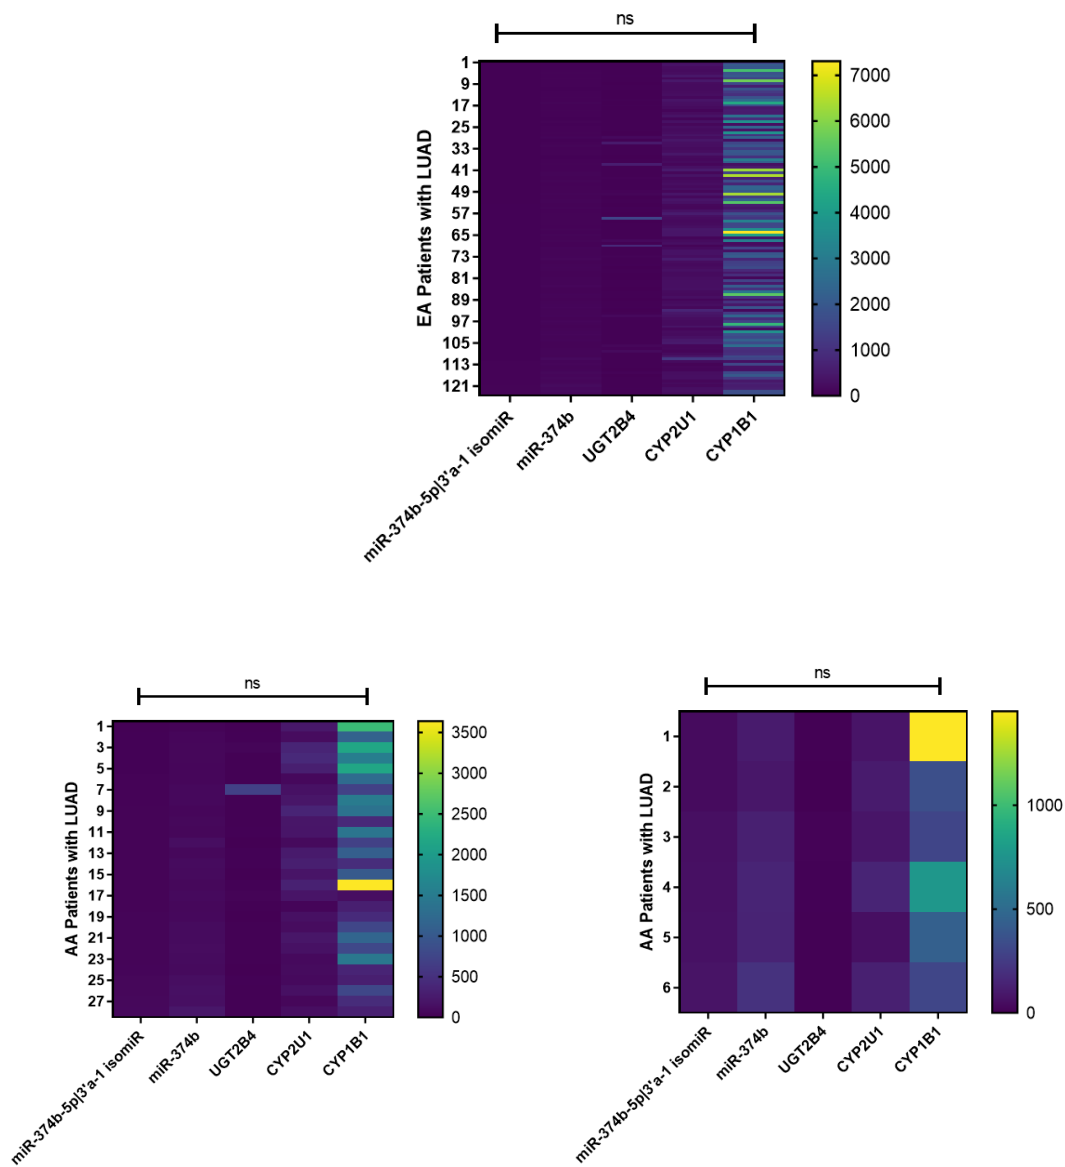 ns
EA Patients with LUAD
1
9
17
25
33
41
49
57
65
73
81
89
97
105
113
121
7000
6000
5000
4000
3000
2000
1000
0
miR-374b-5p|3'a-1 isomiR
miR-374b
UGT2B4
CYP2U1
CYP1B1
ns
AA Patients with LUAD
1
3
5
7
9
11
13
15
17
19
21
23
25
27
3500
3000
2500
2000
1500
1000
500
0
miR-374b-5p|3'a-1 isomiR
miR-374b
UGT2B4
CYP2U1
CYP1B1
ns
AA Patients with LUAD
1
2
3
4
5
6
1000
500
0
miR-374b-5p|3'a-1 isomiR
miR-374b
UGT2B4
CYP2U1
CYP1B1